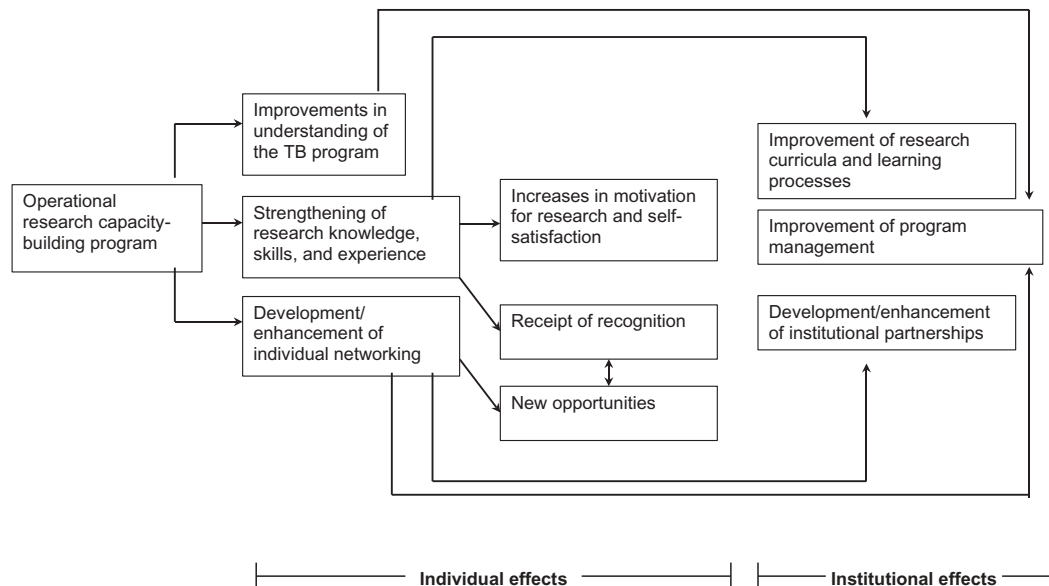 Improvements in
understanding of
the TB program
Operational
research capacity-
building program
Strengthening of
research knowledge,
skills, and experience
Development/
enhancement of
individual networking
Increases in motivation
for research and self-
satisfaction
Receipt of recognition
New opportunities
Improvement of research
curricula and learning
processes
Improvement of program
management
Development/enhancement
of institutional partnerships
Individual effects
Institutional effects